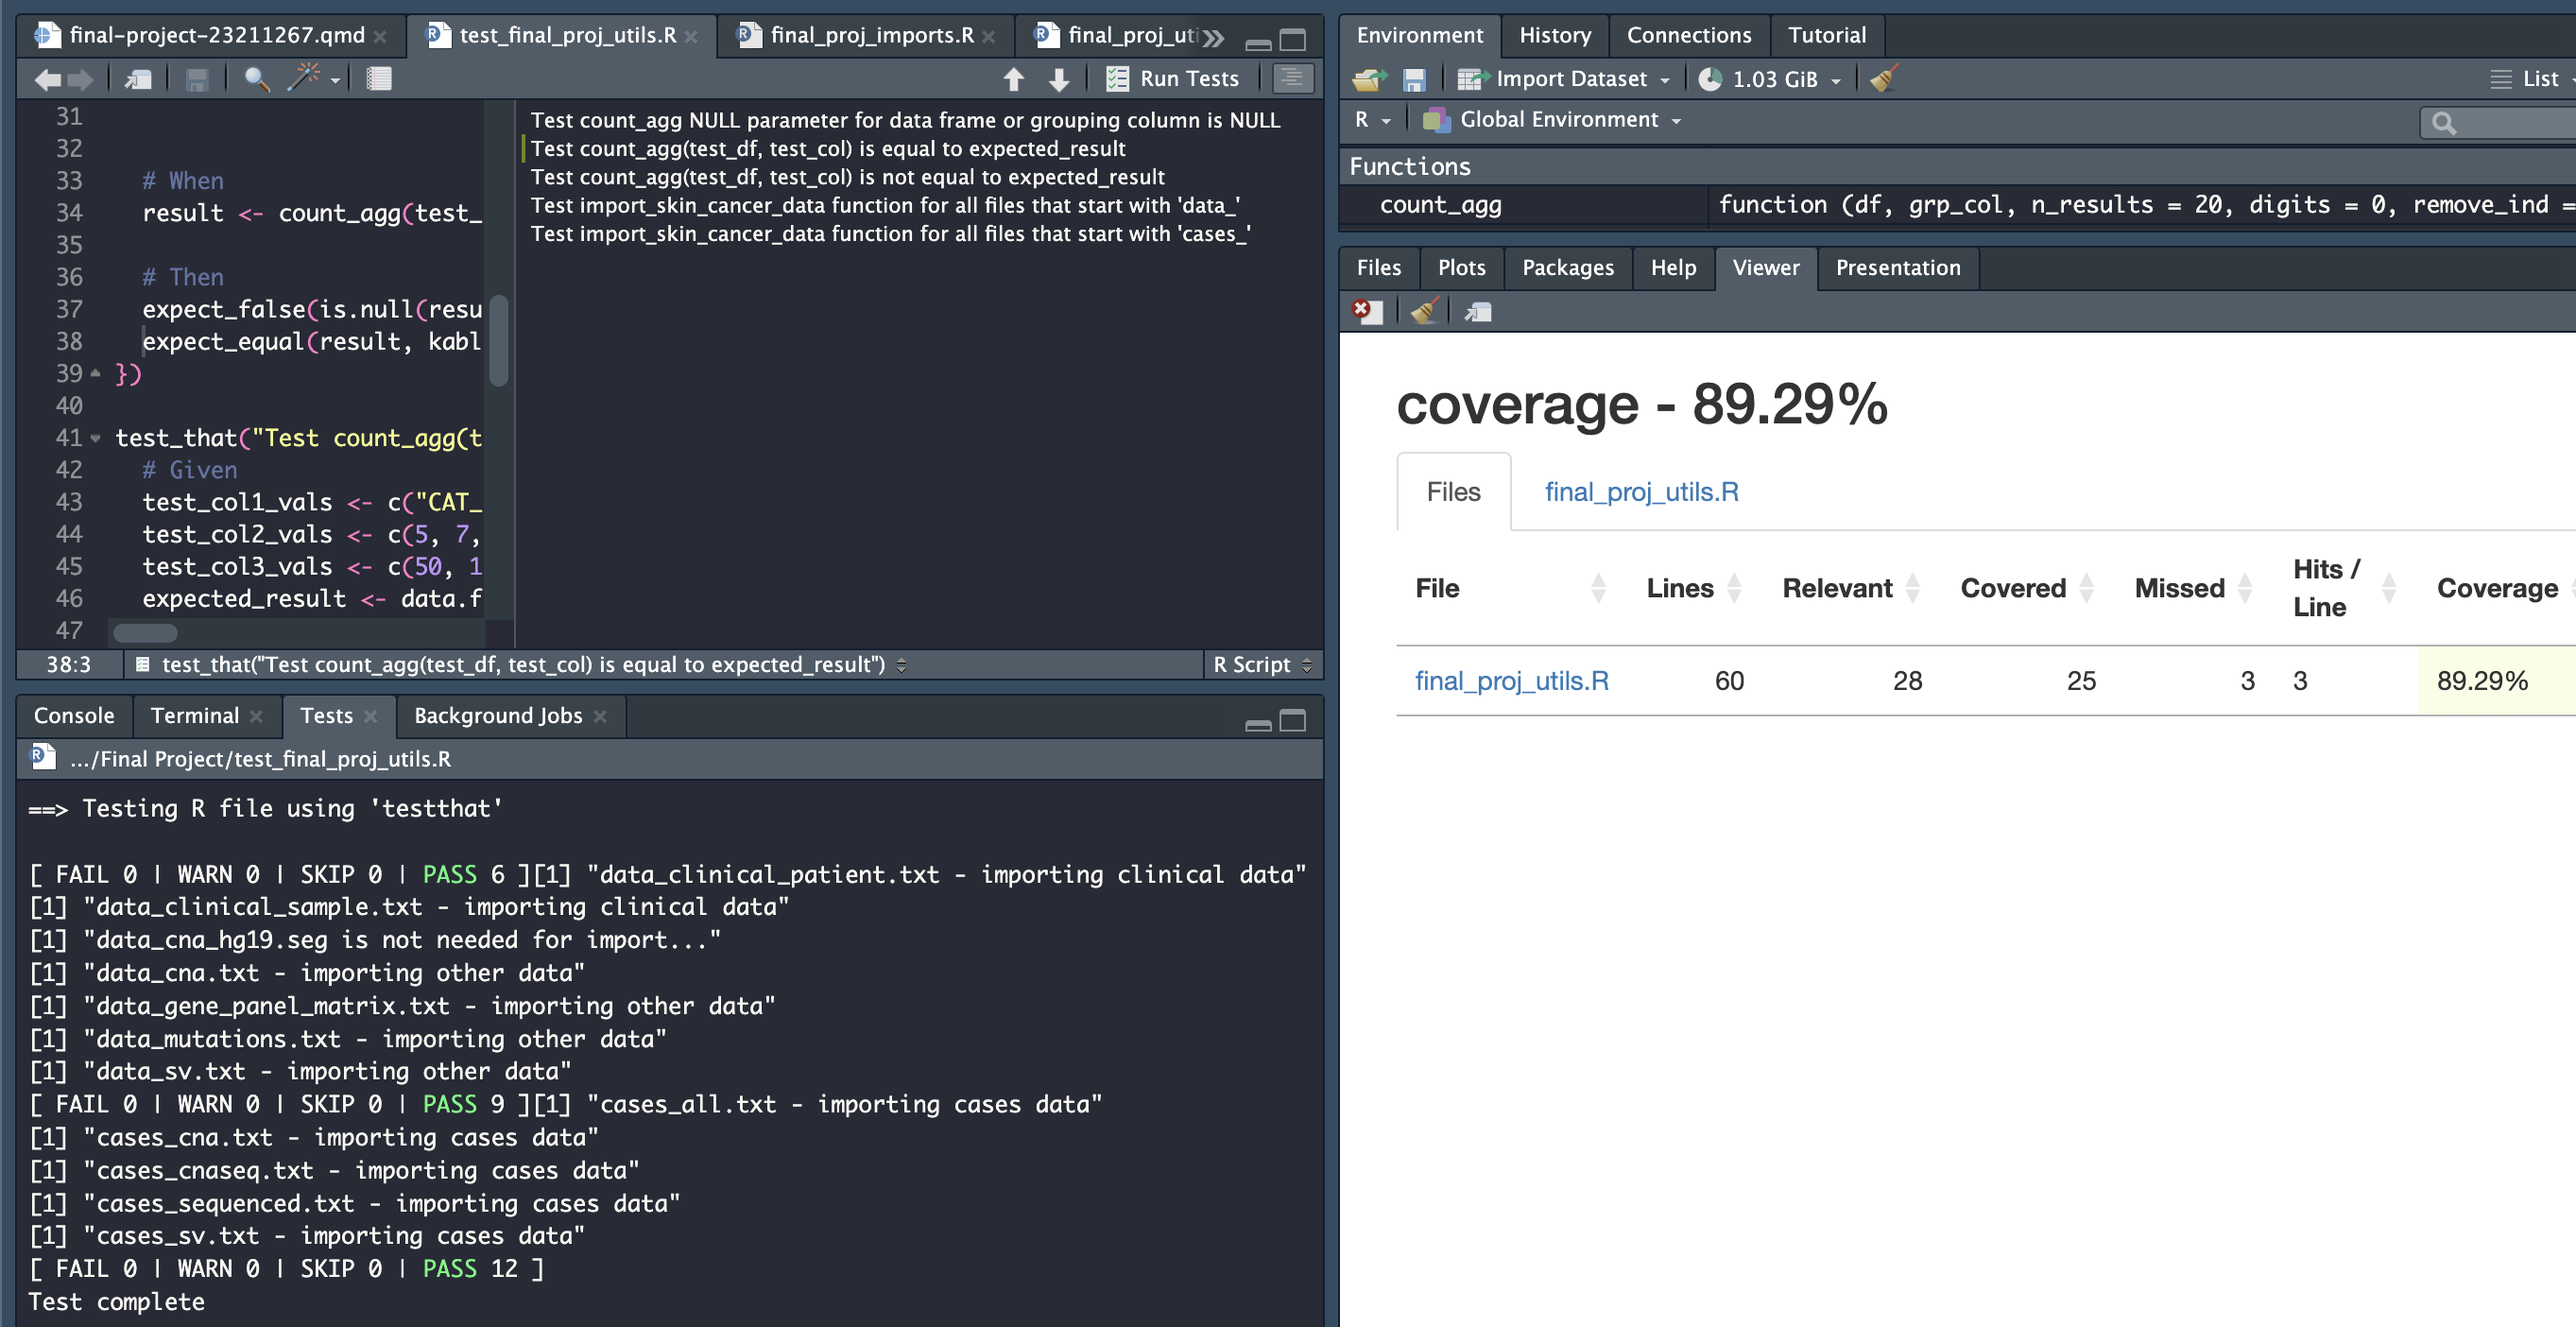 final-project-23211267.qmd
test_final_proj_utils.R
final_proj_imports.R
final_proj_uti
Run Tests
31
32
33 # When
34 result <- count_agg(test_
35
36 # Then
37 expect_false(is.null(resu
38 expect_equal(result, kabl
39 })
40
41 test_that("Test count_agg(t
42 # Given
43 test_col1_vals <- c("CAT_
44 test_col2_vals <- c(5, 7,
45 test_col3_vals <- c(50, 1
46 expected_result <- data.f
47
Test count_agg NULL parameter for data frame or grouping column is NULL
Test count_agg(test_df, test_col) is equal to expected_result
Test count_agg(test_df, test_col) is not equal to expected_result
Test import_skin_cancer_data function for all files that start with 'data_'
Test import_skin_cancer_data function for all files that start with 'cases_'
38:3 test_that("Test count_agg(test_df, test_col) is equal to expected_result") R Script
Console Terminal Tests Background Jobs
.../Final Project/test_final_proj_utils.R
==> Testing R file using 'testthat'
[ FAIL 0 | WARN 0 | SKIP 0 | PASS 6 ][1] "data_clinical_patient.txt - importing clinical data"
[1] "data_clinical_sample.txt - importing clinical data"
[1] "data_cna_hg19.seg is not needed for import..."
[1] "data_cna.txt - importing other data"
[1] "data_gene_panel_matrix.txt - importing other data"
[1] "data_mutations.txt - importing other data"
[1] "data_sv.txt - importing other data"
[ FAIL 0 | WARN 0 | SKIP 0 | PASS 9 ][1] "cases_all.txt - importing cases data"
[1] "cases_cna.txt - importing cases data"
[1] "cases_cnaseq.txt - importing cases data"
[1] "cases_sequenced.txt - importing cases data"
[1] "cases_sv.txt - importing cases data"
[ FAIL 0 | WARN 0 | SKIP 0 | PASS 12 ]
Test complete
Environment History Connections Tutorial
Import Dataset 1.03 GiB List
R Global Environment
Functions
count_agg function (df, grp_col, n_results = 20, digits = 0, remove_ind =
Files Plots Packages Help Viewer Presentation
coverage - 89.29%
Files final_proj_utils.R
File Lines Relevant Covered Missed Hits / Line Coverage
final_proj_utils.R 60 28 25 3 3 89.29%